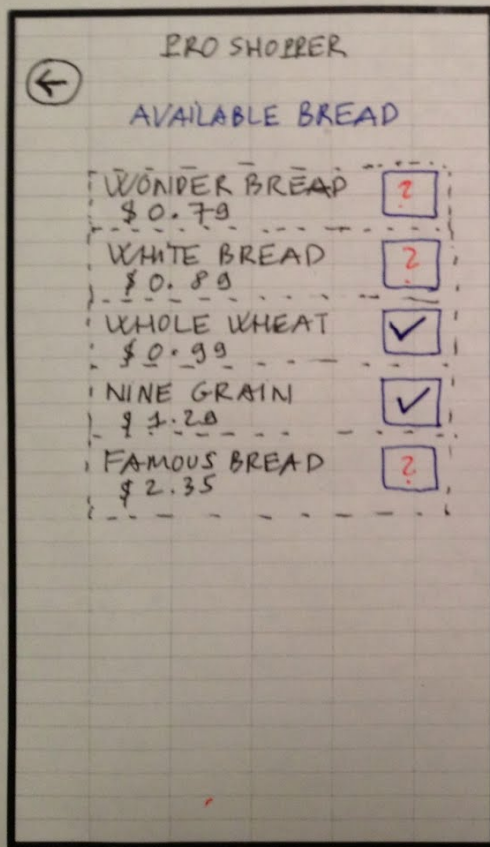 PRO SHOPPER
←
AVAILABLE BREAD
WONDER BREAD ?
$ 0.79
WHITE BREAD ?
$ 0.89
WHOLE WHEAT ✓
$ 0.99
NINE GRAIN ✓
$ 1.29
FAMOUS BREAD ?
$ 2.35